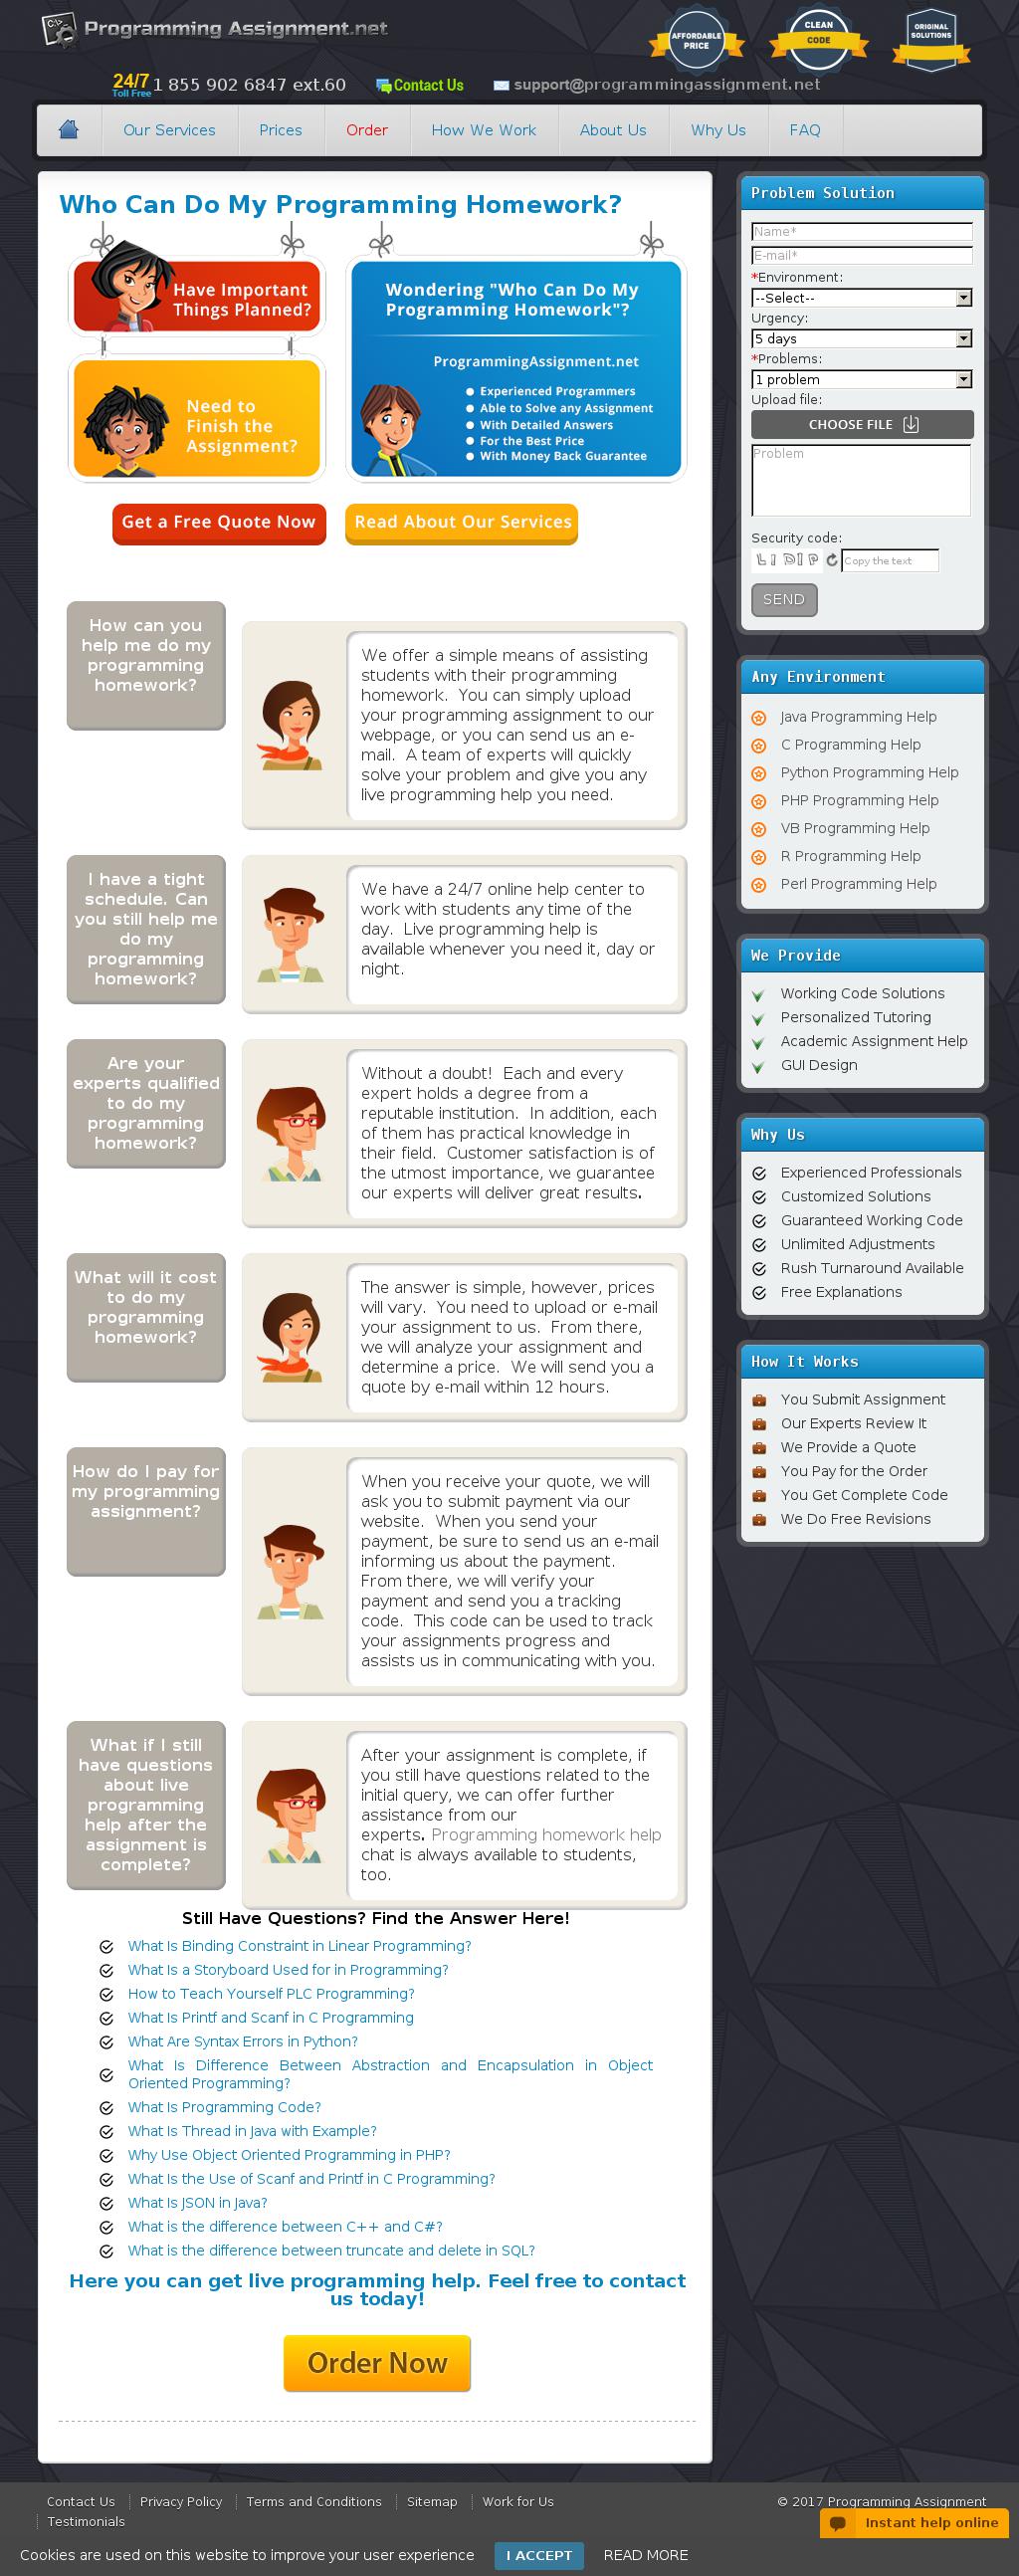 Programming Assignment.net
AFFORDABLE
PRICE
CLEAN
CODE
ORIGINAL
SOLUTIONS
24/7
Toll Free
1 855 902 6847 ext.60
Contact Us
support@programmingassignment.net
Our Services
Prices
Order
How We Work
About Us
Why Us
FAQ
Who Can Do My Programming Homework?
Have Important
Things Planned?
Need to
Finish the
Assignment?
Wondering "Who Can Do My
Programming Homework"?
ProgrammingAssignment.net
Experienced Programmers
Able to Solve any Assignment
With Detailed Answers
For the Best Price
With Money Back Guarantee
Get a Free Quote Now
Read About Our Services
How can you
help me do my
programming
homework?
We offer a simple means of assisting
students with their programming
homework. You can simply upload
your programing assignment to our
webpage, or you can send us an e-
mail. A team of experts will quickly
solve your problem and give you any
live programming help you need.
I have a tight
schedule. Can
you still help me
do my
programming
homework?
We have a 24/7 online help center to
work with students any time of the
day. Live programming help is
available whenever you need it, day or
night.
Are your
experts qualified
to do my
programming
homework?
Without a doubt! Each and every
expert holds a degree from a
reputable institution. In addition, each
of them has practical knowledge in
their field. Customer satisfaction is of
the utmost importance, we guarantee
our experts will deliver great results.
What will it cost
to do my
programming
homework?
The answer is simple, however, prices
will vary. You need to upload or e-mail
your assignment to us. From there,
we will analyze your assignment and
determine a price. We will send you a
quote by e-mail within 12 hours.
How do I pay for
my programming
assignment?
When you receive your quote, we will
ask you to submit payment via our
website. When you send your
payment, be sure to send us an e-mail
informing us about the payment.
From there, we will verify your
payment and send you a tracking
code. This code can be used to track
your assignments progress and
assists us in communicating with you.
What if I still
have questions
about live
programming
help after the
assignment is
complete?
After your assignment is complete, if
you still have questions related to the
initial query, we can offer further
assistance from our
experts. Programming homework help
chat is always available to students,
too.
Still Have Questions? Find the Answer Here!
What Is Binding Constraint in Linear Programming?
What Is a Storyboard Used for in Programming?
How to Teach Yourself PLC Programming?
What Is Printf and Scanf in C Programming
What Are Syntax Errors in Python?
What Is Difference Between Abstraction and Encapsulation in Object
Oriented Programming?
What Is Programming Code?
What Is Thread in Java with Example?
Why Use Object Oriented Programming in PHP?
What Is the Use of Scanf and Printf in C Programming?
What Is JSON in Java?
What is the difference between C++ and C#?
What is the difference between truncate and delete in SQL?
Here you can get live programming help. Feel free to contact
us today!
Order Now
Problem Solution
Name*
E-mail*
*Environment:
--Select--
Urgency:
5 days
*Problems:
1 problem
Upload file:
CHOOSE FILE
Problem
Security code:
Copy the text
SEND
Any Environment
Java Programming Help
C Programming Help
Python Programming Help
PHP Programming Help
VB Programming Help
R Programming Help
Perl Programming Help
We Provide
Working Code Solutions
Personalized Tutoring
Academic Assignment Help
GUI Design
Why Us
Experienced Professionals
Customized Solutions
Guaranteed Working Code
Unlimited Adjustments
Rush Turnaround Available
Free Explanations
How It Works
You Submit Assignment
Our Experts Review It
We Provide a Quote
You Pay for the Order
You Get Complete Code
We Do Free Revisions
Contact Us
Privacy Policy
Terms and Conditions
Sitemap
Work for Us
Testimonials
© 2017 Programming Assignment
Instant help online
Cookies are used on this website to improve your user experience
I ACCEPT
READ MORE